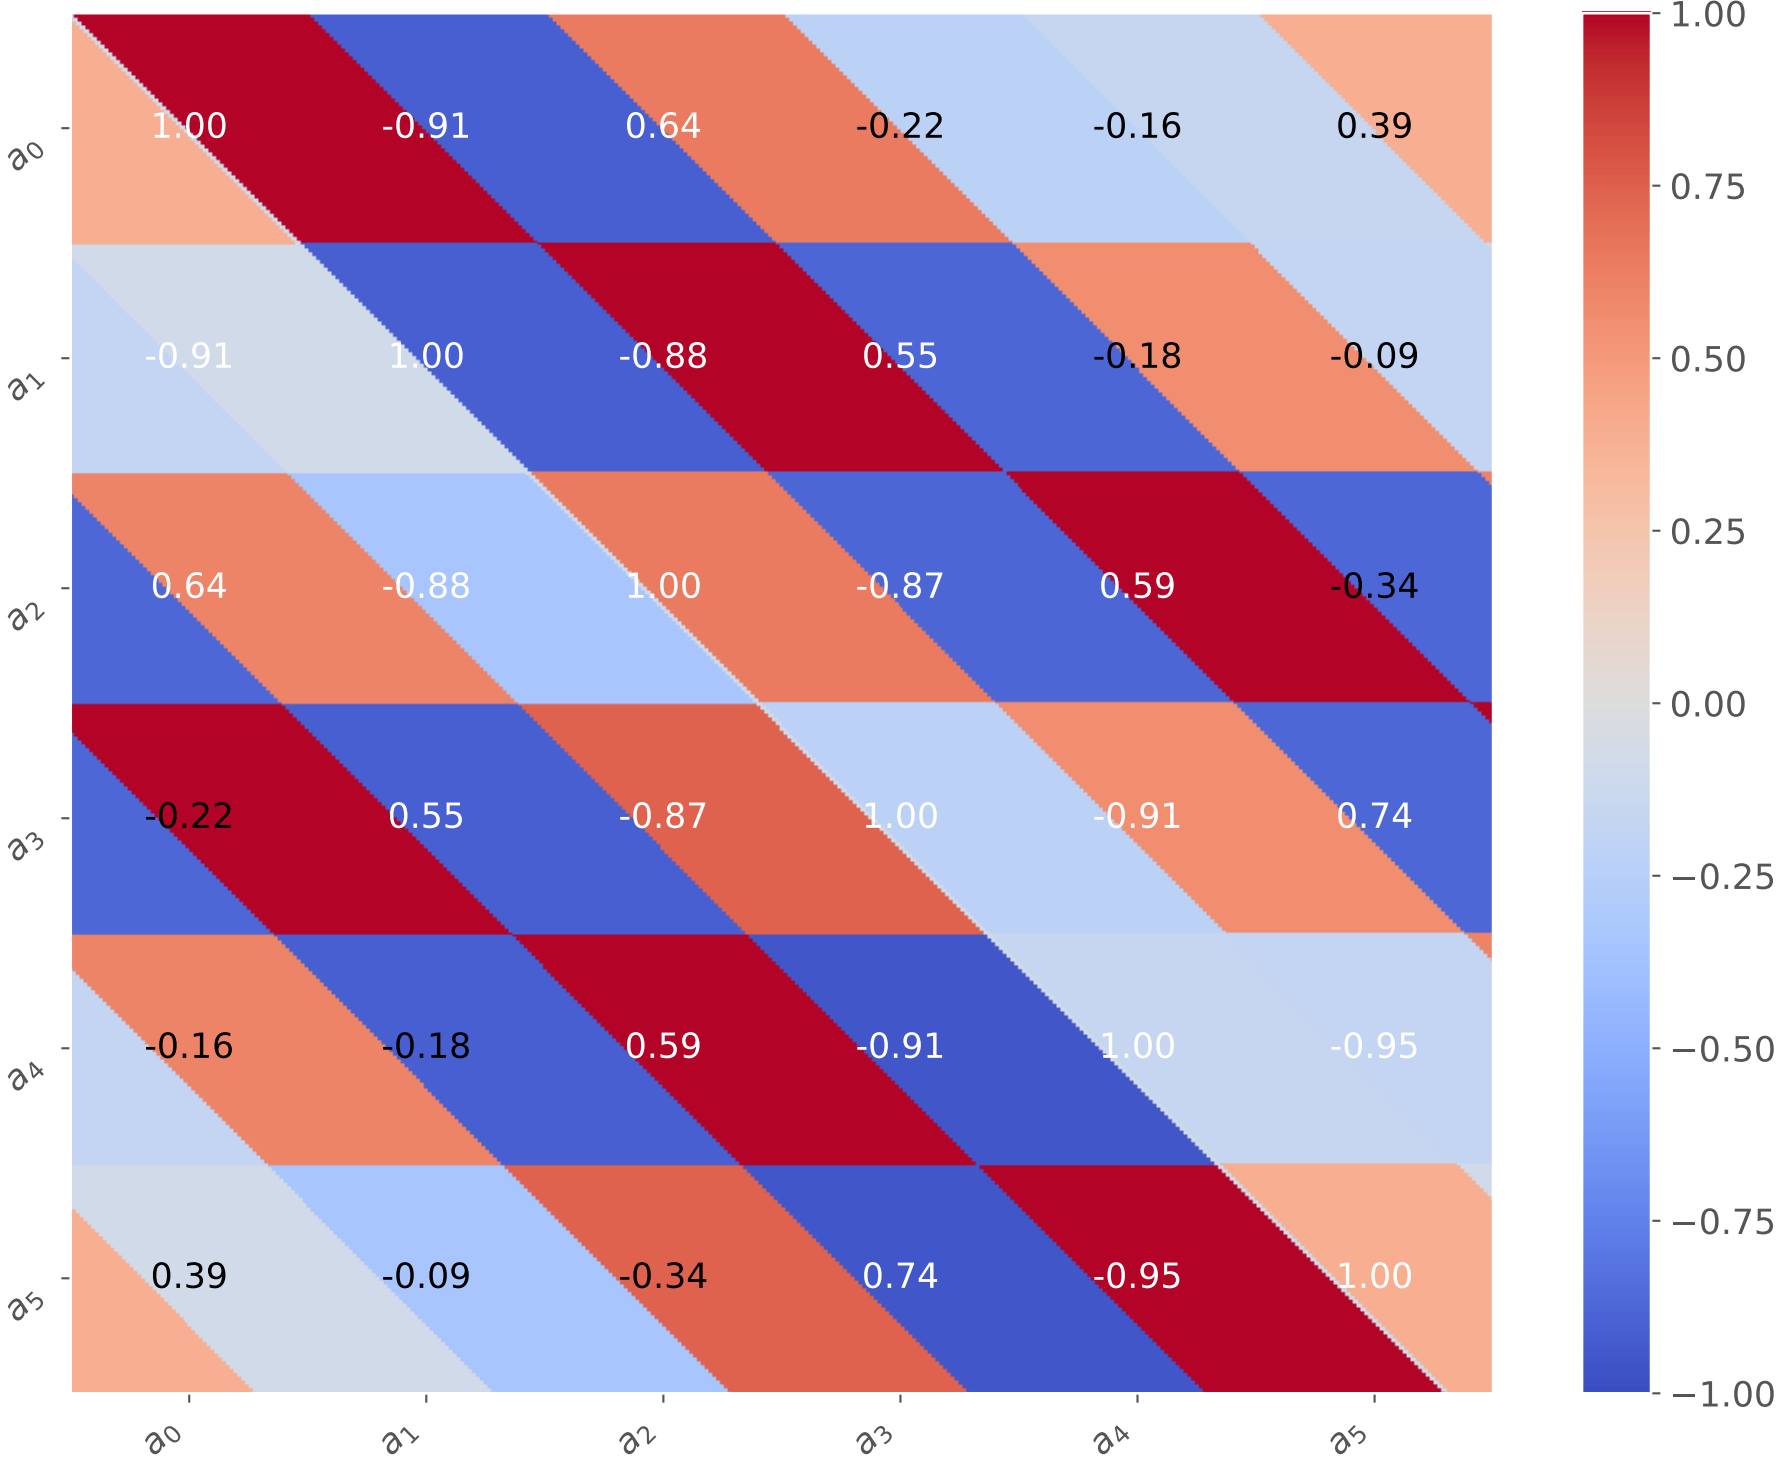 1.00
a0 1.00 -0.91 0.64 -0.22 -0.16 0.39
0.75
a1 -0.91 1.00 -0.88 0.55 -0.18 -0.09
0.50
0.25
a2 0.64 -0.88 1.00 -0.87 0.59 -0.34
0.00
a3 -0.22 0.55 -0.87 1.00 -0.91 0.74
−0.25
a4 -0.16 -0.18 0.59 -0.91 1.00 -0.95
−0.50
−0.75
a5 0.39 -0.09 -0.34 0.74 -0.95 1.00
−1.00
a0 a1 a2 a3 a4 a5